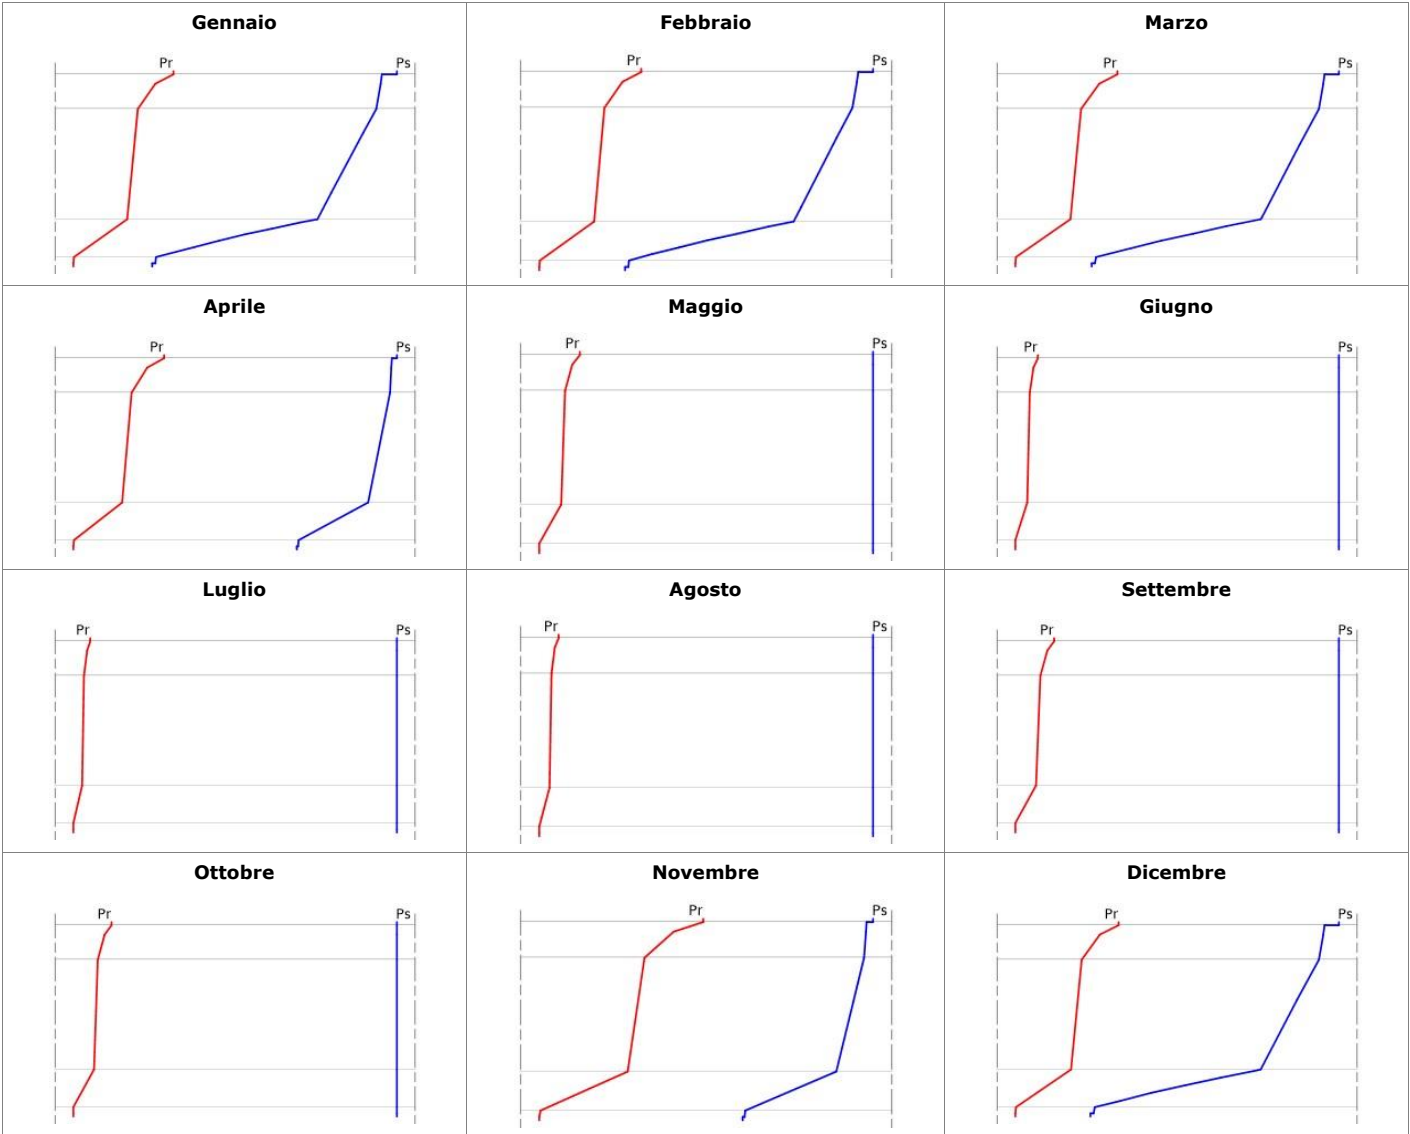 Gennaio
Pr Ps
Febbraio
Pr Ps
Marzo
Pr Ps
Aprile
Pr Ps
Maggio
Pr Ps
Giugno
Pr Ps
Luglio
Pr Ps
Agosto
Pr Ps
Settembre
Pr Ps
Ottobre
Pr Ps
Novembre
Pr Ps
Dicembre
Pr Ps